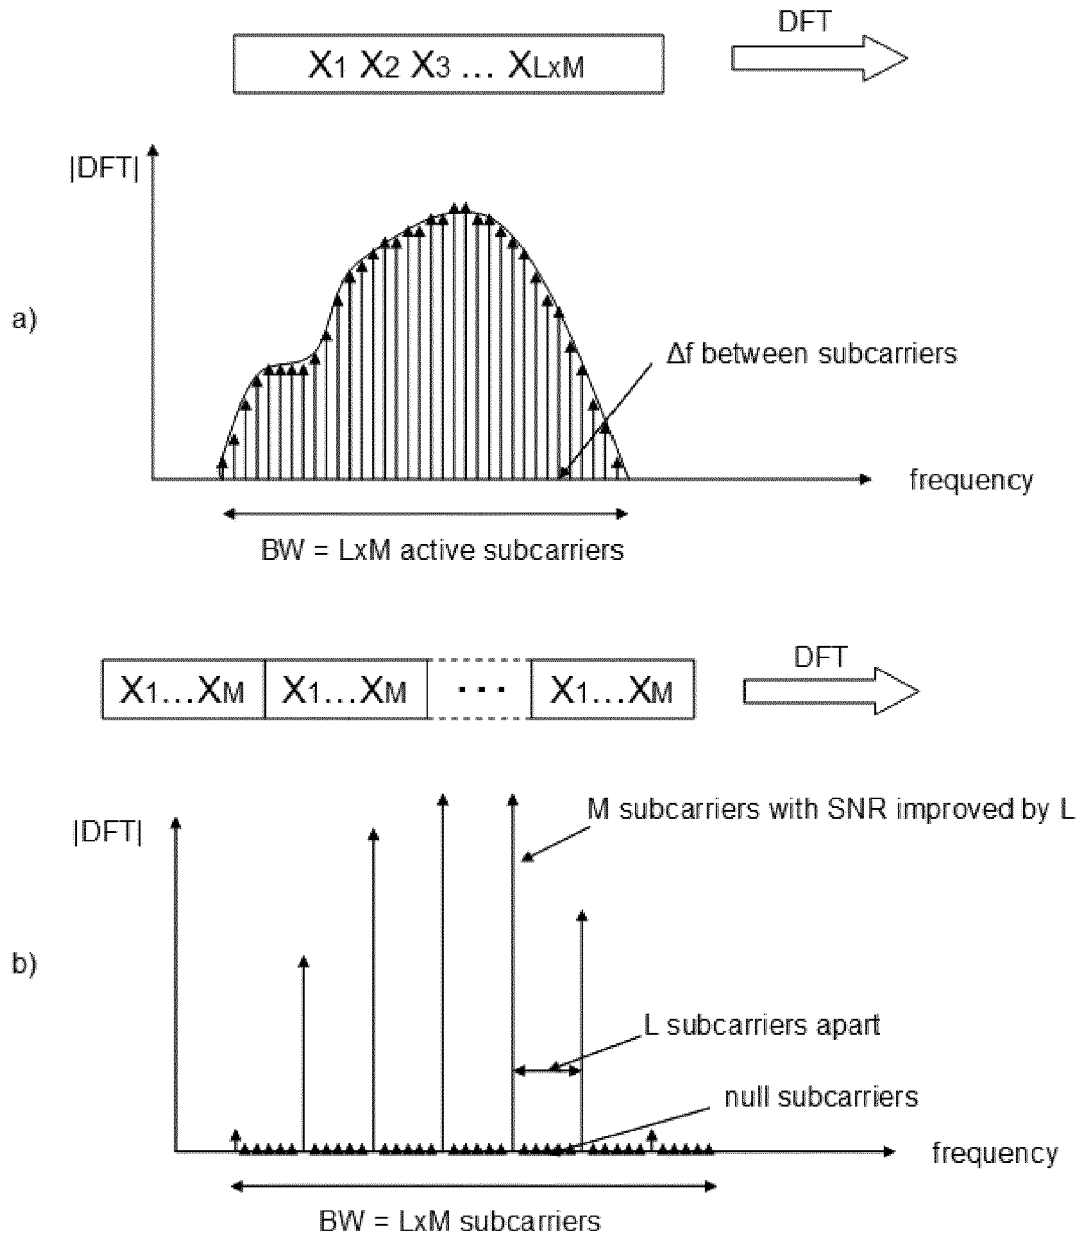 DFT
X1 X2 X3 ... XLxM
|DFT|
a)
Δf between subcarriers
frequency
BW = LxM active subcarriers
DFT
X1...XM X1...XM ... X1...XM
M subcarriers with SNR improved by L
|DFT|
b)
L subcarriers apart
null subcarriers
frequency
BW = LxM subcarriers